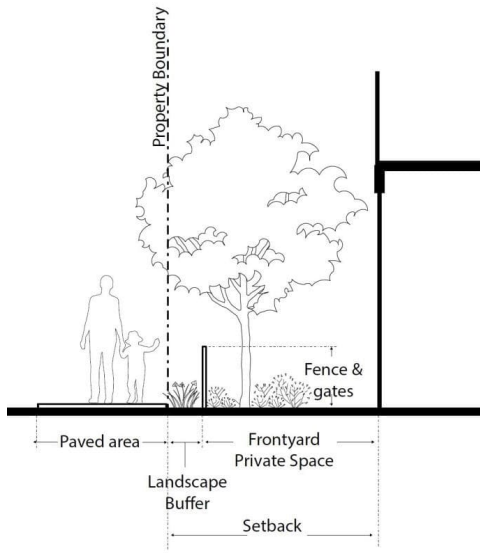 Property Boundary
Fence &
gates
Paved area
Frontyard
Private Space
Landscape
Buffer
Setback